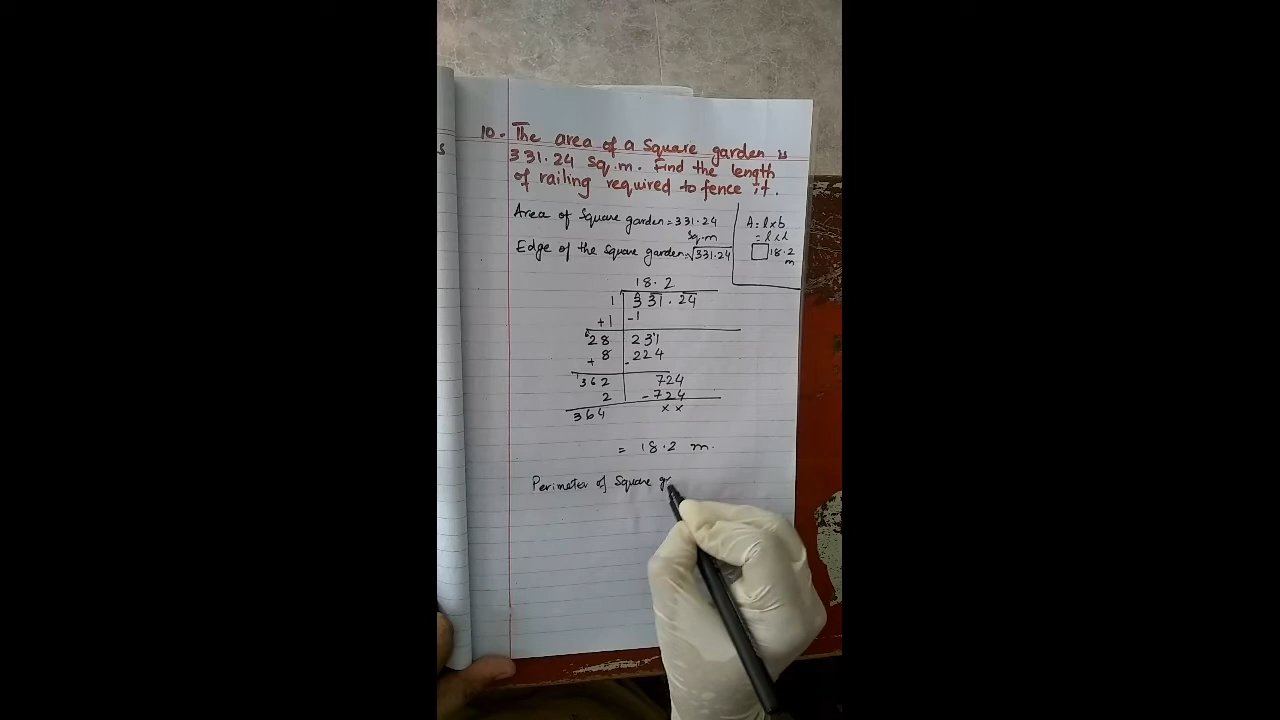 s
10. The area of a square garden is
331.24 sq.m. Find the length
of railing required to fence it.
Area of square garden = 331.24
sq.m
Edge of the square garden = √331.24
A = l x b
= l x l
18.2
m
18.2
1 331.24
+1 -1
28 231
+ 8 - 224
362 724
2 - 724
364 x x
= 18.2 m.
Perimeter of square g